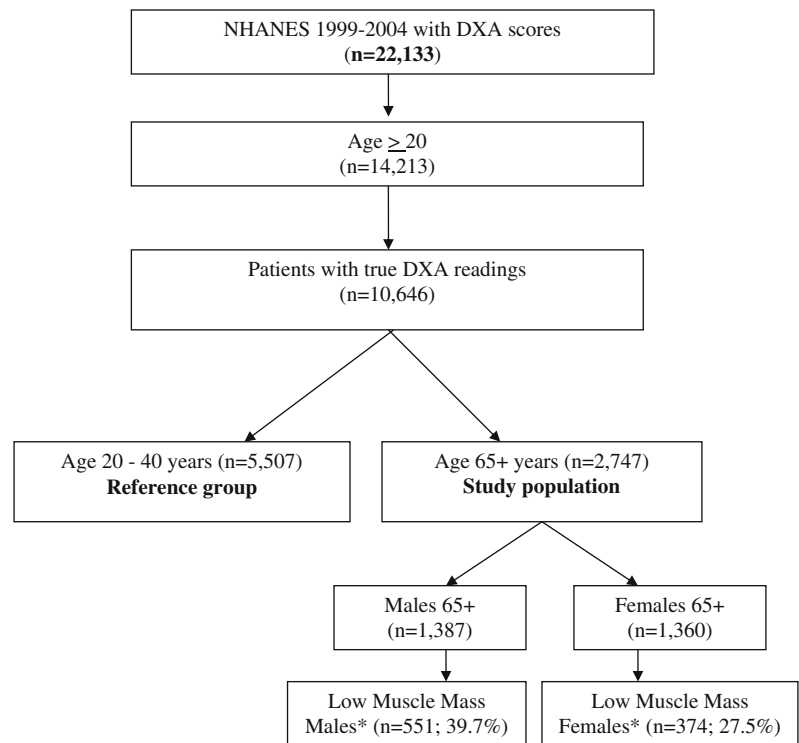 NHANES 1999-2004 with DXA scores
(n=22,133)
Age ≥ 20
(n=14,213)
Patients with true DXA readings
(n=10,646)
Age 20 - 40 years (n=5,507)
Reference group
Age 65+ years (n=2,747)
Study population
Males 65+
(n=1,387)
Females 65+
(n=1,360)
Low Muscle Mass
Males* (n=551; 39.7%)
Low Muscle Mass
Females* (n=374; 27.5%)